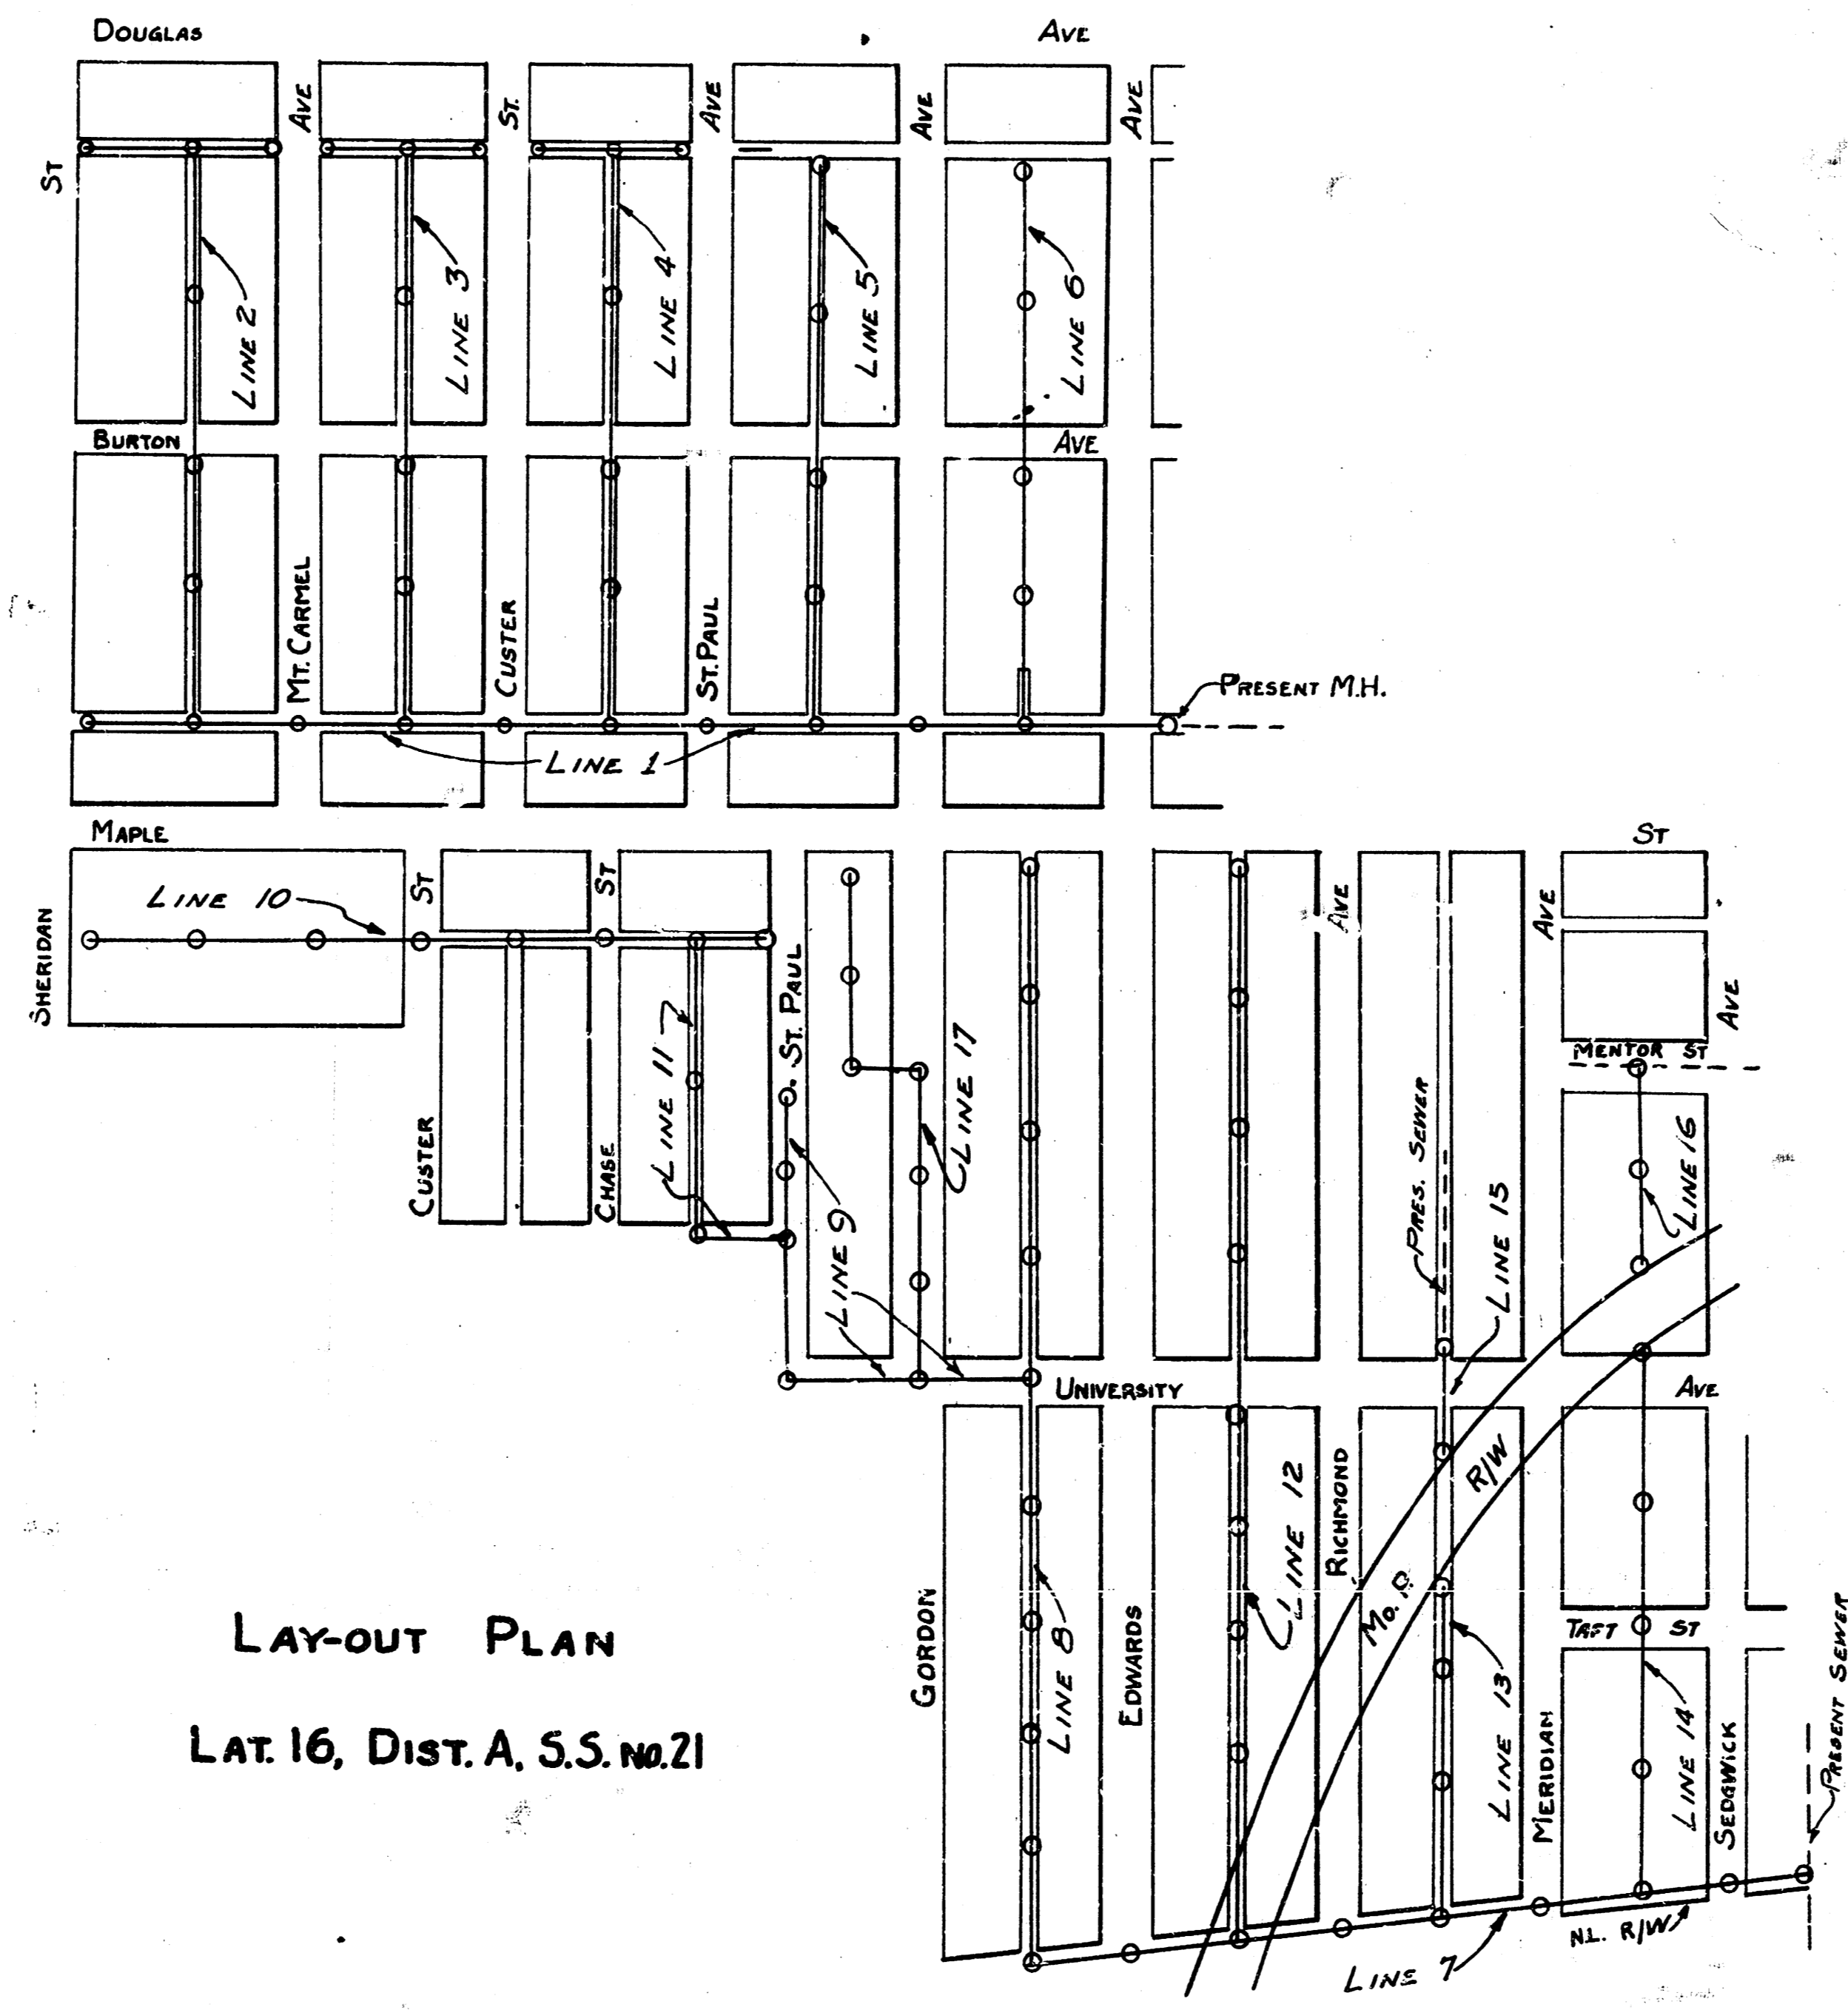 DOUGLAS AVE
ST
AVE
ST.
AVE
AVE
AVE
LINE 2
LINE 3
LINE 4
LINE 5
LINE 6
BURTON AVE
MT. CARMEL
CUSTER
ST. PAUL
PRESENT M.H.
LINE 1
MAPLE ST
SHERIDAN
LINE 10
ST
ST
AVE
AVE
AVE
ST. PAUL
MENTOR ST
LINE 11
LINE 17
CUSTER
CHASE
PRES. SEWER
LINE 16
LINE 9
LINE 15
UNIVERSITY AVE
LINE 12
RICHMOND
R/W
MO. P.
GORDON
LINE 8
EDWARDS
TAFT ST
LINE 13
MERIDIAN
LINE 14
SEDGWICK
PRESENT SEWER
LAY-OUT PLAN
LAT. 16, DIST. A, S.S. NO. 21
N.L. R/W
LINE 7